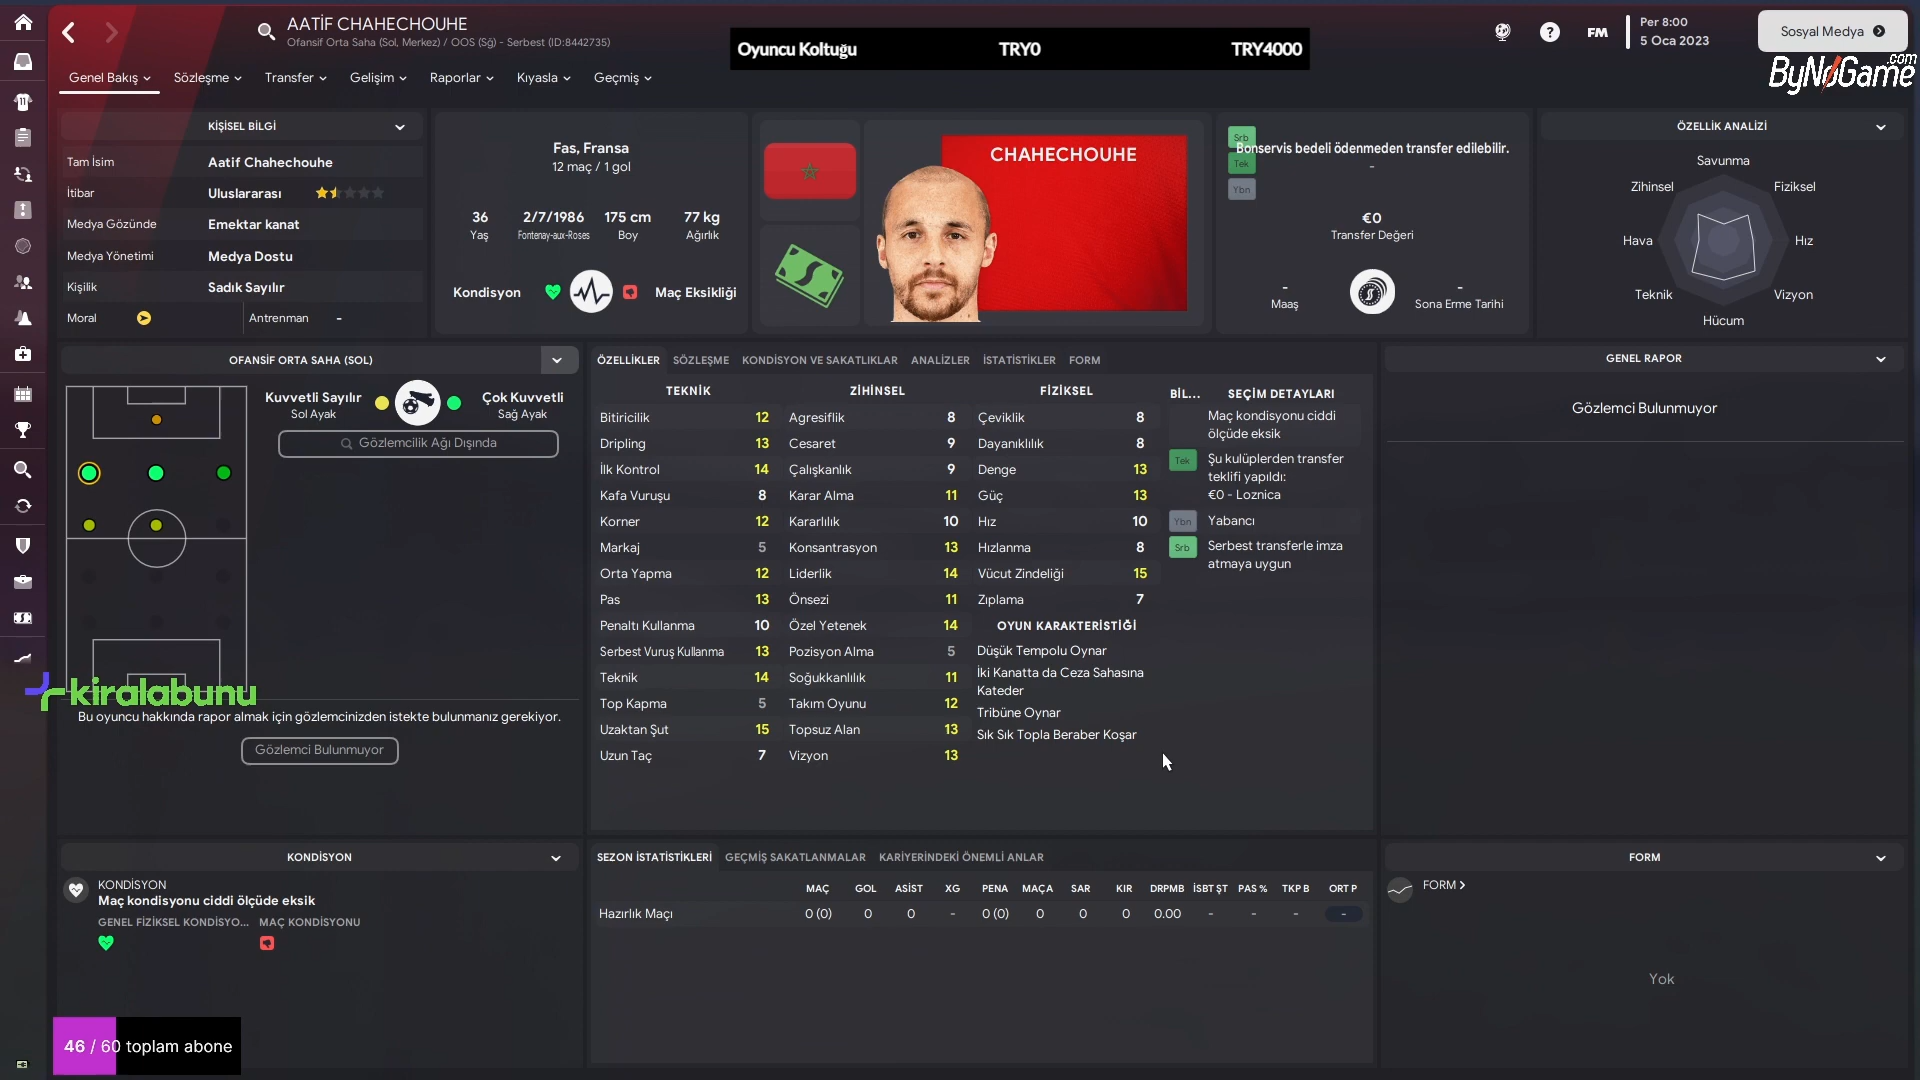 AATİF CHAHECHOUHE
Ofansif Orta Saha (Sol, Merkez) / OOS (Sğ) - Serbest (ID:8442735)
Oyuncu Koltuğu TRY0 TRY4000
FM
Per 8:00
5 Oca 2023
Sosyal Medya
ByNoGame.com
Genel Bakış Sözleşme Transfer Gelişim Raporlar Kıyasla Geçmiş
KİŞİSEL BİLGİ
Tam İsim Aatif Chahechouhe
İtibar Uluslararası
Medya Gözünde Emektar kanat
Medya Yönetimi Medya Dostu
Kişilik Sadık Sayılır
Moral Antrenman -
Fas, Fransa
12 maç / 1 gol
36 2/7/1986 175 cm 77 kg
Yaş Fontenay-aux-Roses Boy Ağırlık
Kondisyon Maç Eksikliği
CHAHECHOUHE
Srb
Bonservis bedeli ödenmeden transfer edilebilir.
Tek
-
Ybn
€0
Transfer Değeri
- -
Maaş Sona Erme Tarihi
ÖZELLİK ANALİZİ
Savunma
Zihinsel Fiziksel
Hava Hız
Teknik Vizyon
Hücum
OFANSİF ORTA SAHA (SOL)
Kuvvetli Sayılır Çok Kuvvetli
Sol Ayak Sağ Ayak
Gözlemcilik Ağı Dışında
kiralabunu
Bu oyuncu hakkında rapor almak için gözlemcinizden istekte bulunmanız gerekiyor.
Gözlemci Bulunmuyor
ÖZELLİKLER SÖZLEŞME KONDİSYON VE SAKATLIKLAR ANALİZLER İSTATİSTİKLER FORM
TEKNİK ZİHİNSEL FİZİKSEL
Bitiricilik 12 Agresiflik 8 Çeviklik 8
Dripling 13 Cesaret 9 Dayanıklılık 8
İlk Kontrol 14 Çalışkanlık 9 Denge 13
Kafa Vuruşu 8 Karar Alma 11 Güç 13
Korner 12 Kararlılık 10 Hız 10
Markaj 5 Konsantrasyon 13 Hızlanma 8
Orta Yapma 12 Liderlik 14 Vücut Zindeliği 15
Pas 13 Önsezi 11 Zıplama 7
Penaltı Kullanma 10 Özel Yetenek 14
Serbest Vuruş Kullanma 13 Pozisyon Alma 5
Teknik 14 Soğukkanlılık 11
Top Kapma 5 Takım Oyunu 12
Uzaktan Şut 15 Topsuz Alan 13
Uzun Taç 7 Vizyon 13
OYUN KARAKTERİSTİĞİ
Düşük Tempolu Oynar
İki Kanatta da Ceza Sahasına
Kateder
Tribüne Oynar
Sık Sık Topla Beraber Koşar
BİL... SEÇİM DETAYLARI
Maç kondisyonu ciddi
ölçüde eksik
Tek Şu kulüplerden transfer
teklifi yapıldı:
€0 - Loznica
Ybn Yabancı
Srb Serbest transferle imza
atmaya uygun
GENEL RAPOR
Gözlemci Bulunmuyor
KONDİSYON
KONDİSYON
Maç kondisyonu ciddi ölçüde eksik
GENEL FİZİKSEL KONDİSYO... MAÇ KONDİSYONU
SEZON İSTATİSTİKLERİ GEÇMİŞ SAKATLANMALAR KARİYERİNDEKİ ÖNEMLİ ANLAR
MAÇ GOL ASİST XG PENA MAÇA SAR KIR DRPMB İSBT ŞT PAS % TKP B ORT P
Hazırlık Maçı 0 (0) 0 0 - 0 (0) 0 0 0 0.00 - - - -
FORM
FORM
Yok
46 / 60 toplam abone